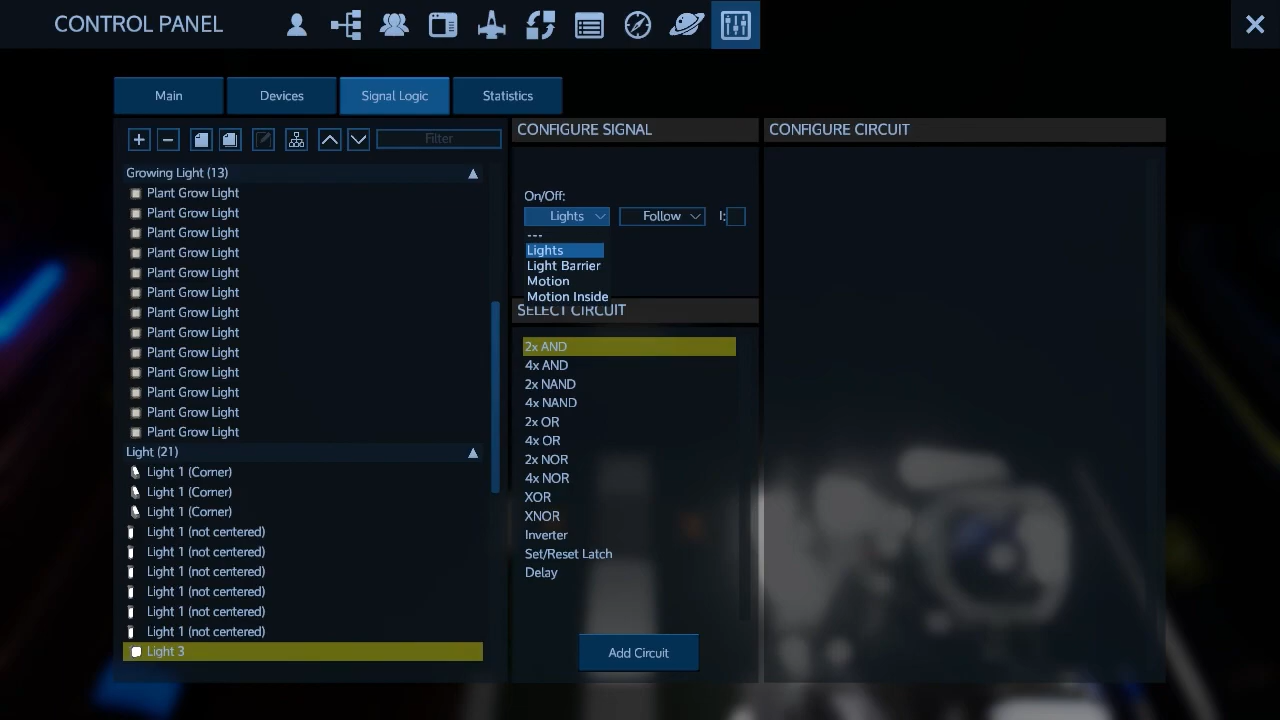 CONTROL PANEL
Main
Devices
Signal Logic
Statistics
Filter
Growing Light (13)
Plant Grow Light
Plant Grow Light
Plant Grow Light
Plant Grow Light
Plant Grow Light
Plant Grow Light
Plant Grow Light
Plant Grow Light
Plant Grow Light
Plant Grow Light
Plant Grow Light
Plant Grow Light
Plant Grow Light
Light (21)
Light 1 (Corner)
Light 1 (Corner)
Light 1 (Corner)
Light 1 (not centered)
Light 1 (not centered)
Light 1 (not centered)
Light 1 (not centered)
Light 1 (not centered)
Light 1 (not centered)
Light 3
CONFIGURE SIGNAL
On/Off:
Lights Follow I:
---
Lights
Light Barrier
Motion
Motion Inside
SELECT CIRCUIT
2x AND
4x AND
2x NAND
4x NAND
2x OR
4x OR
2x NOR
4x NOR
XOR
XNOR
Inverter
Set/Reset Latch
Delay
Add Circuit
CONFIGURE CIRCUIT